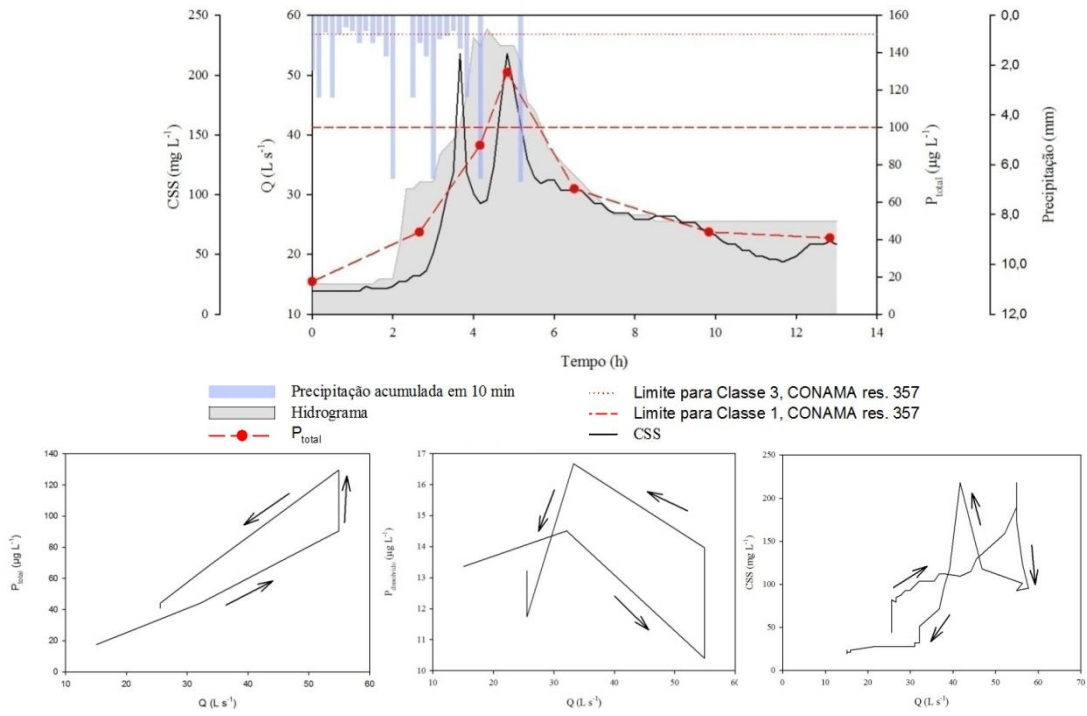 CSS (mg L⁻¹)
250
200
150
100
50
0
Q (L s⁻¹)
60
50
40
30
20
10
P_total (µg L⁻¹)
160
140
120
100
80
60
40
20
0
Precipitação (mm)
0,0
2,0
4,0
6,0
8,0
10,0
12,0
0 2 4 6 8 10 12 14
Tempo (h)
Precipitação acumulada em 10 min
Hidrograma
P_total
Limite para Classe 3, CONAMA res. 357
Limite para Classe 1, CONAMA res. 357
CSS
P_total (µg L⁻¹)
140
120
100
80
60
40
20
0
10 20 30 40 50 60
Q (L s⁻¹)
P_dissolvido (µg L⁻¹)
17
16
15
14
13
12
11
10
10 20 30 40 50 60
Q (L s⁻¹)
CSS (mg L⁻¹)
250
200
150
100
50
0
0 10 20 30 40 50 60 70
Q (L s⁻¹)